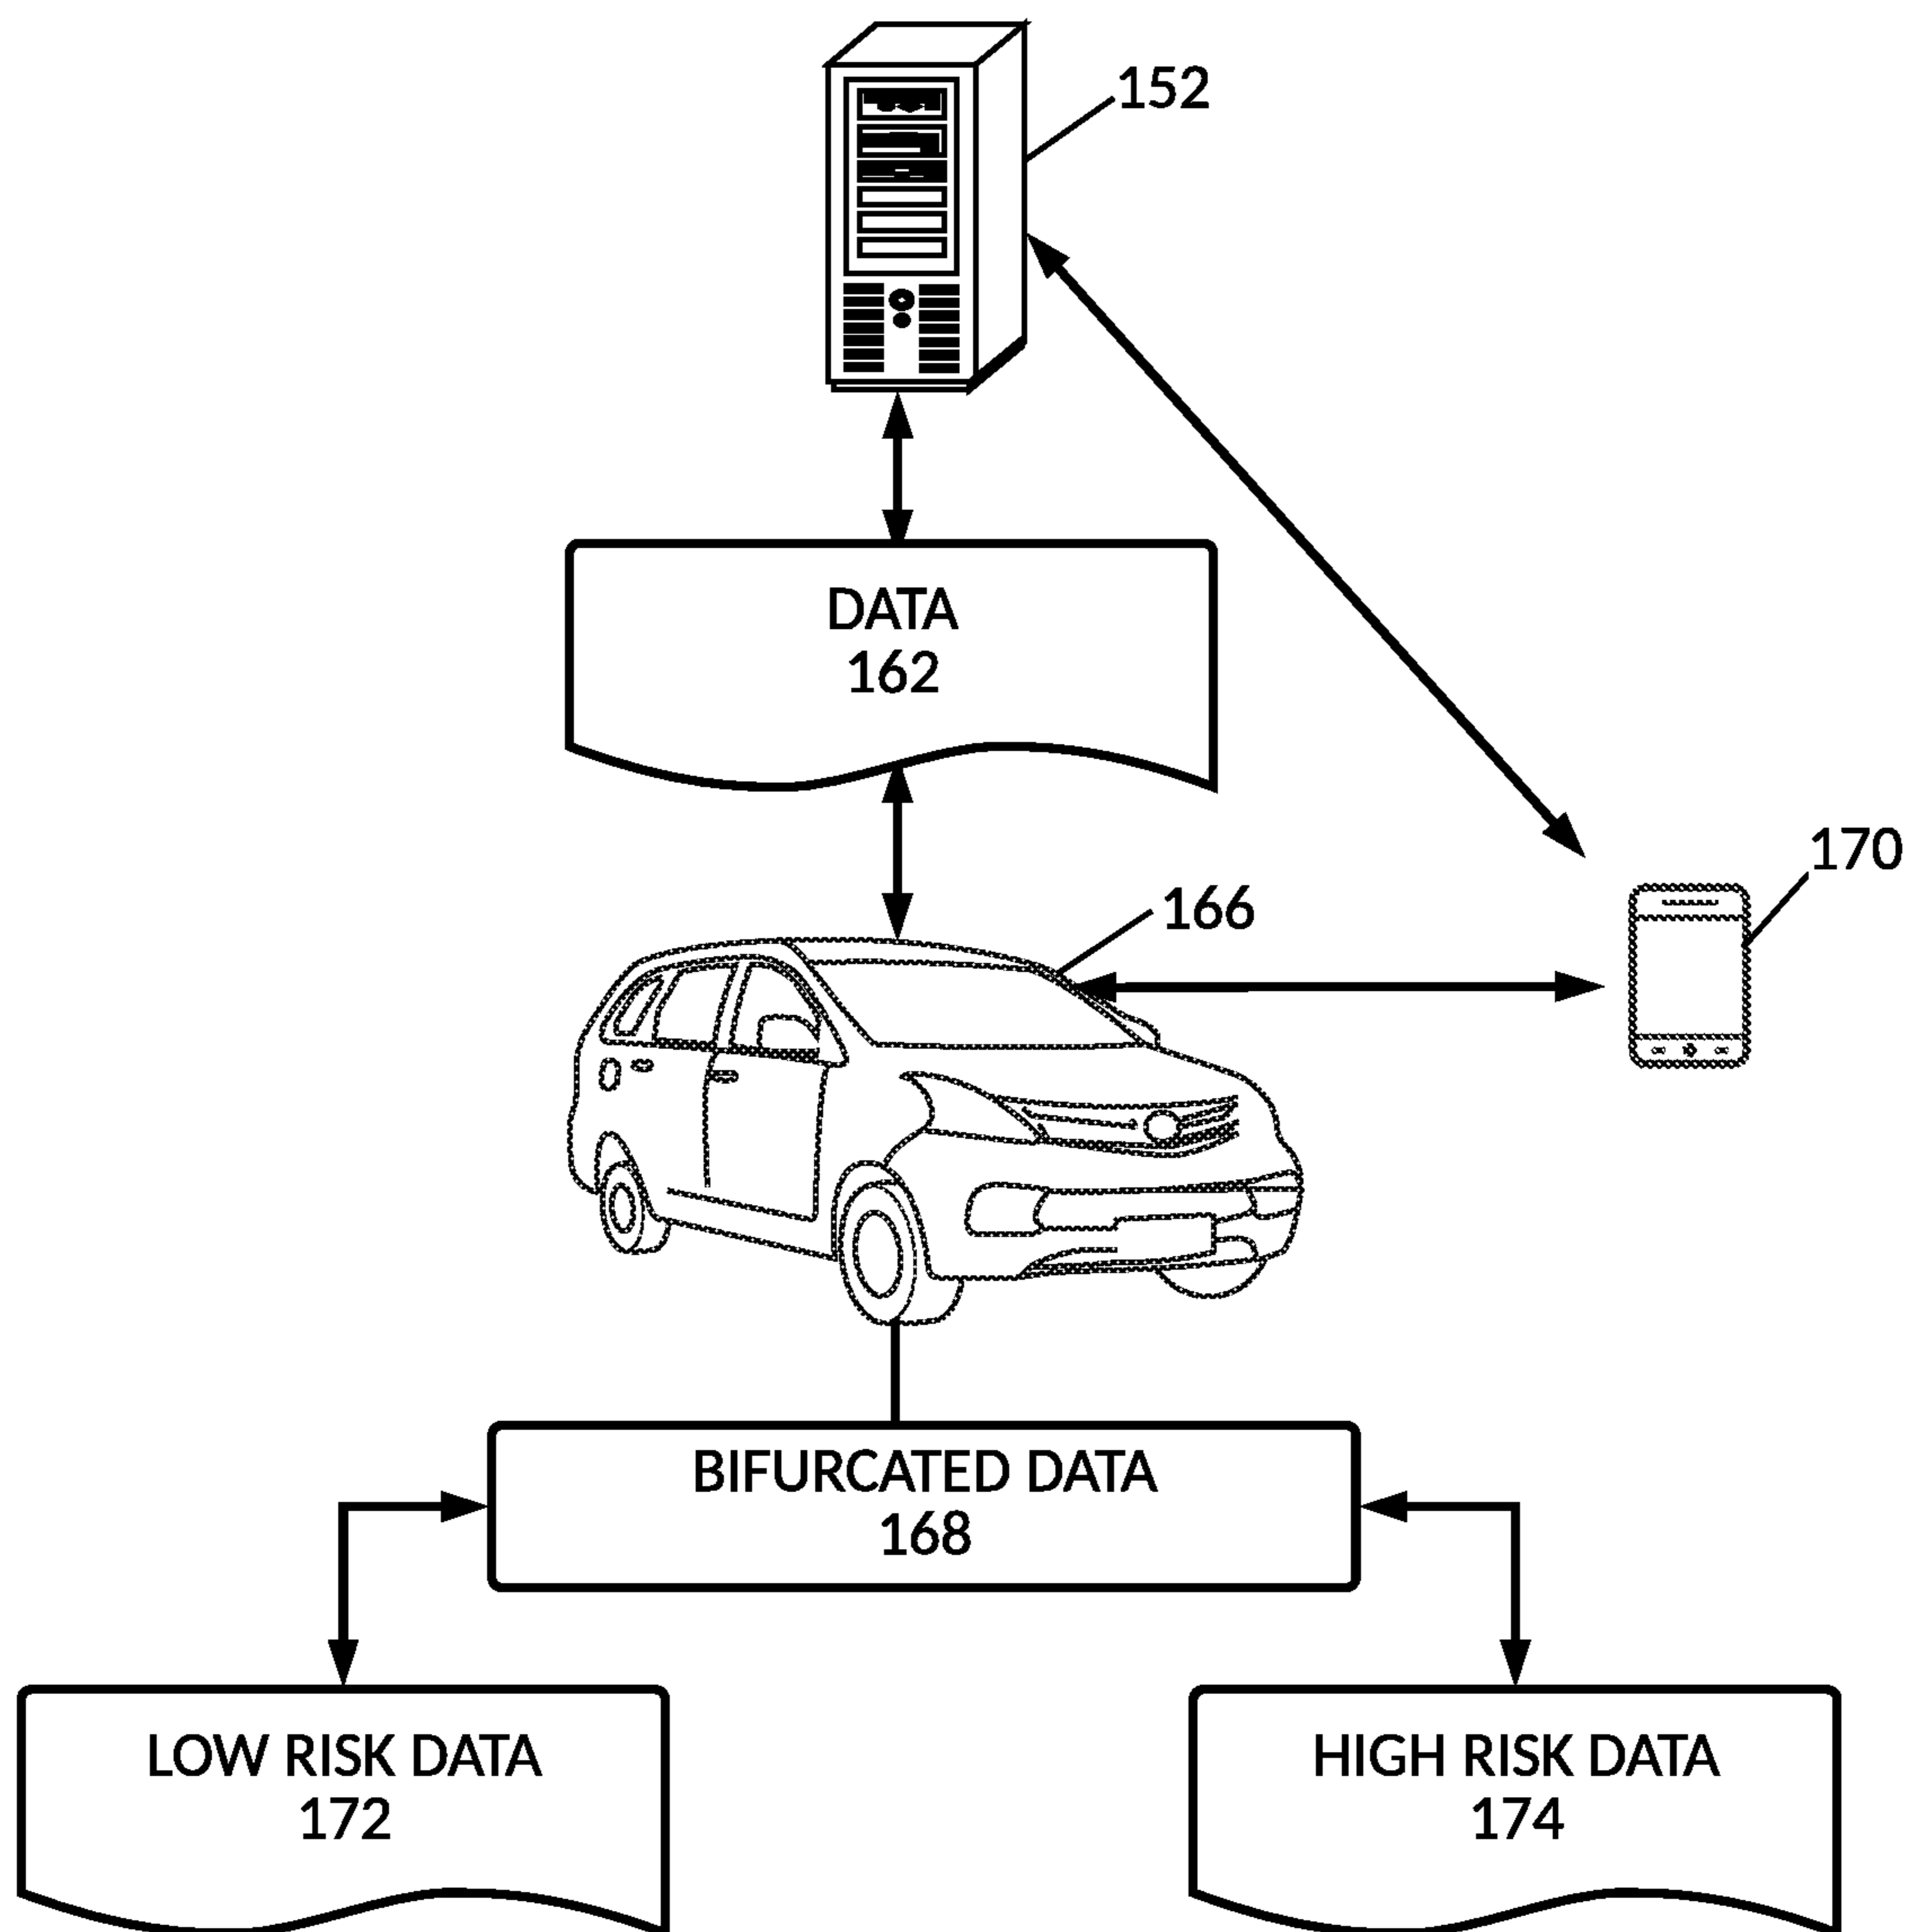 152
DATA
162
170
166
BIFURCATED DATA
168
LOW RISK DATA
172
HIGH RISK DATA
174